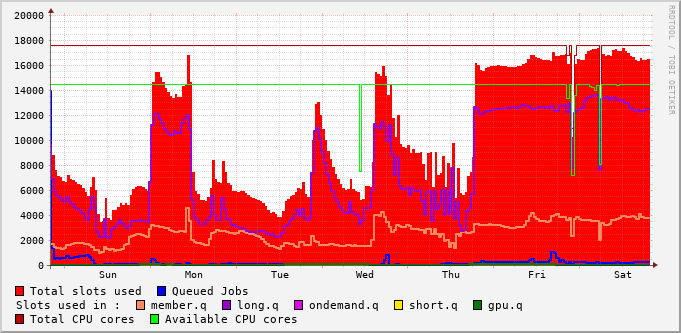 RRDTOOL / TOBI OETIKER
20000
18000
16000
14000
12000
10000
8000
6000
4000
2000
0
Sun Mon Tue Wed Thu Fri Sat
Total slots used Queued Jobs
Slots used in : member.q long.q ondemand.q short.q gpu.q
Total CPU cores Available CPU cores